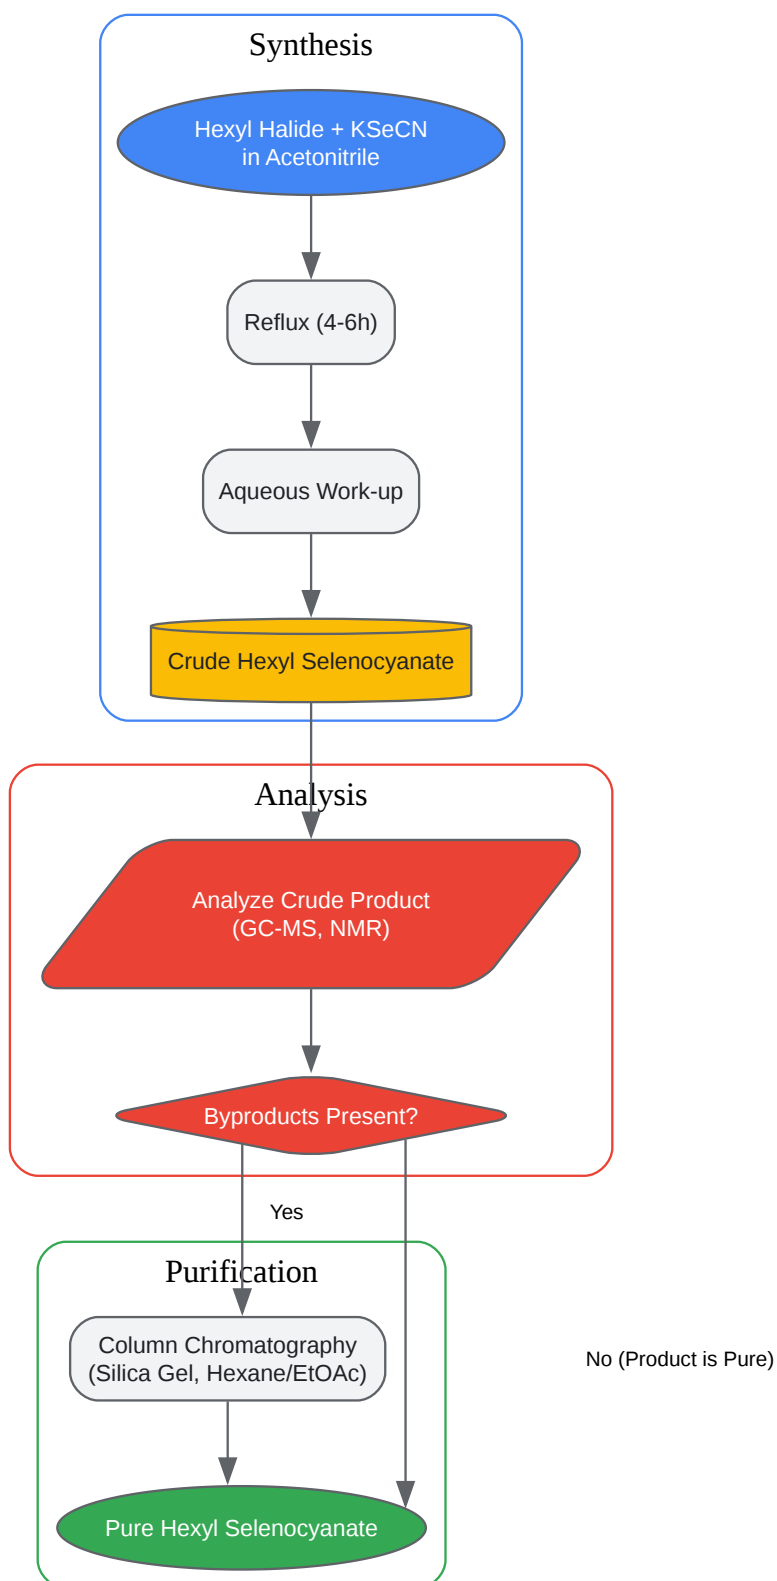 Synthesis
Hexyl Halide + KSeCN
in Acetonitrile
Reflux (4-6h)
Aqueous Work-up
Crude Hexyl Selenocyanate
Analysis
Analyze Crude Product
(GC-MS, NMR)
Byproducts Present?
Yes
Purification
Column Chromatography
(Silica Gel, Hexane/EtOAc)
No (Product is Pure)
Pure Hexyl Selenocyanate